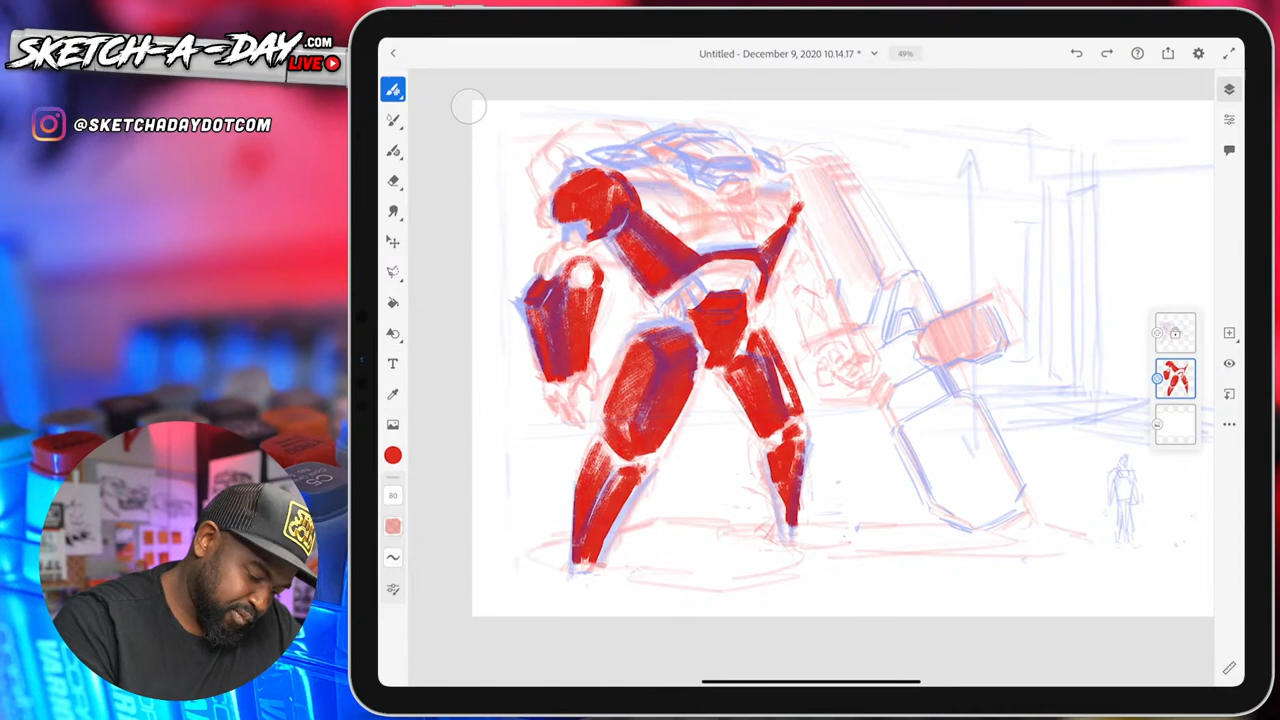 SKETCH-A-DAY.COM
LIVE
@SKETCHADAYDOTCOM
Untitled - December 9, 2020 10.14.17 *
49%
T
80